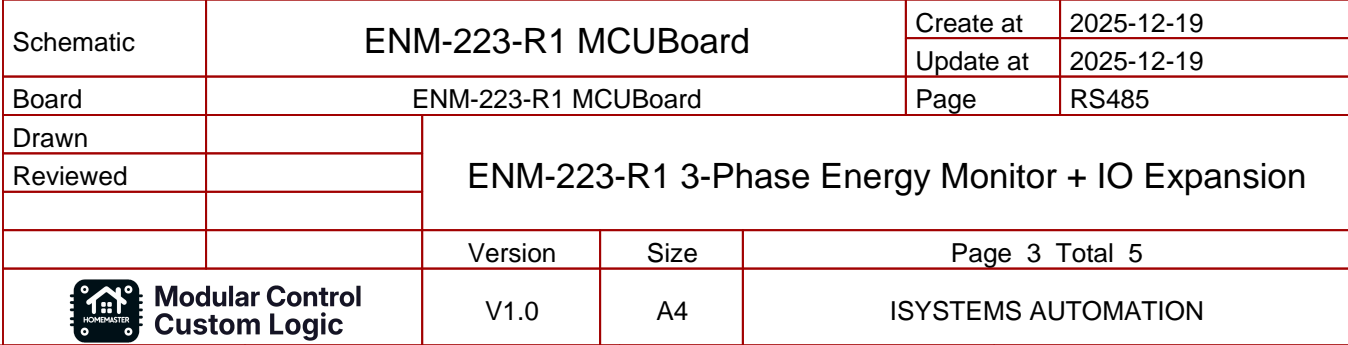 Schematic
ENM-223-R1 MCUBoard
Create at 2025-12-19
Update at 2025-12-19
Board ENM-223-R1 MCUBoard Page RS485
Drawn
Reviewed
ENM-223-R1 3-Phase Energy Monitor + IO Expansion
Version Size Page 3 Total 5
HOMEMASTER
Modular Control
Custom Logic
V1.0 A4 ISYSTEMS AUTOMATION